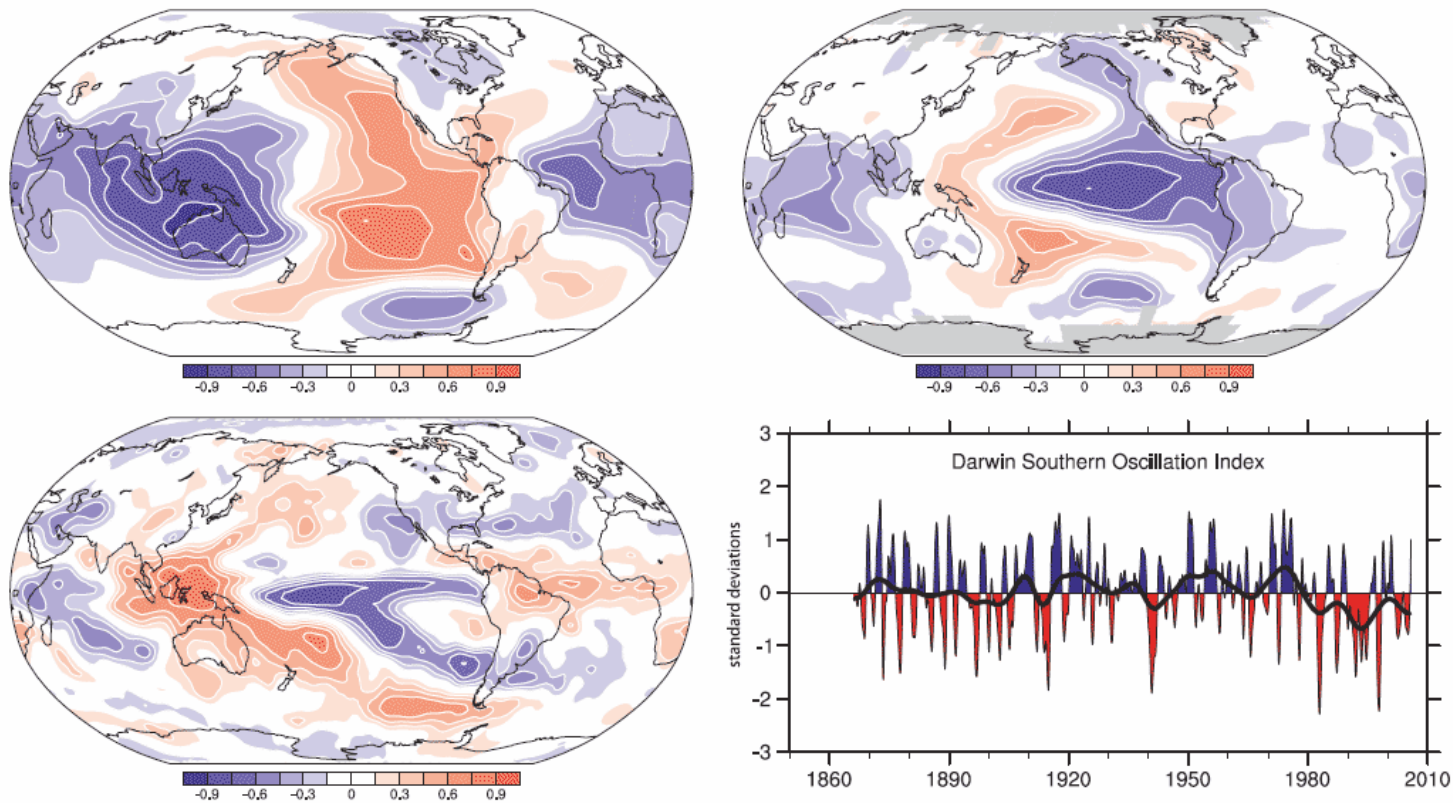 -0.9 -0.6 -0.3 0 0.3 0.6 0.9
-0.9 -0.6 -0.3 0 0.3 0.6 0.9
-0.9 -0.6 -0.3 0 0.3 0.6 0.9
Darwin Southern Oscillation Index
standard deviations
3
2
1
0
-1
-2
-3
1860 1890 1920 1950 1980 2010